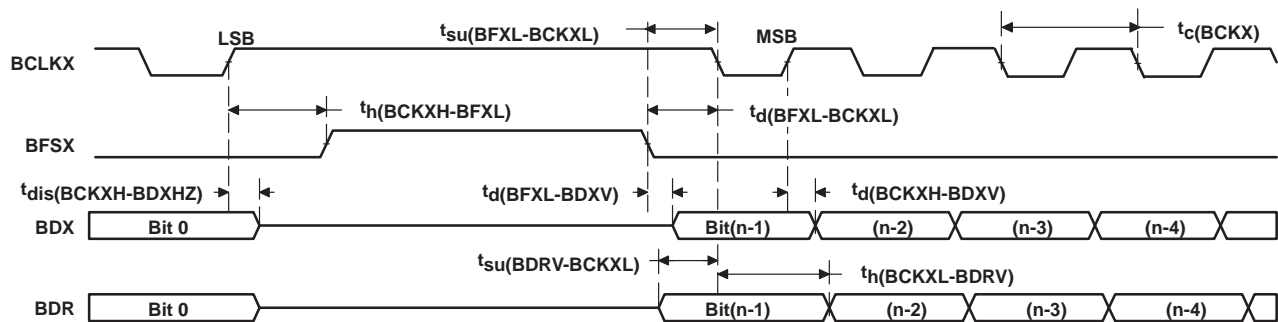 LSB tsu(BFXL-BCKXL) MSB tc(BCKX)
BCLKX
th(BCKXH-BFXL) td(BFXL-BCKXL)
BFSX
tdis(BCKXH-BDXHZ) td(BFXL-BDXV) td(BCKXH-BDXV)
BDX Bit 0 Bit(n-1) (n-2) (n-3) (n-4)
tsu(BDRV-BCKXL) th(BCKXL-BDRV)
BDR Bit 0 Bit(n-1) (n-2) (n-3) (n-4)